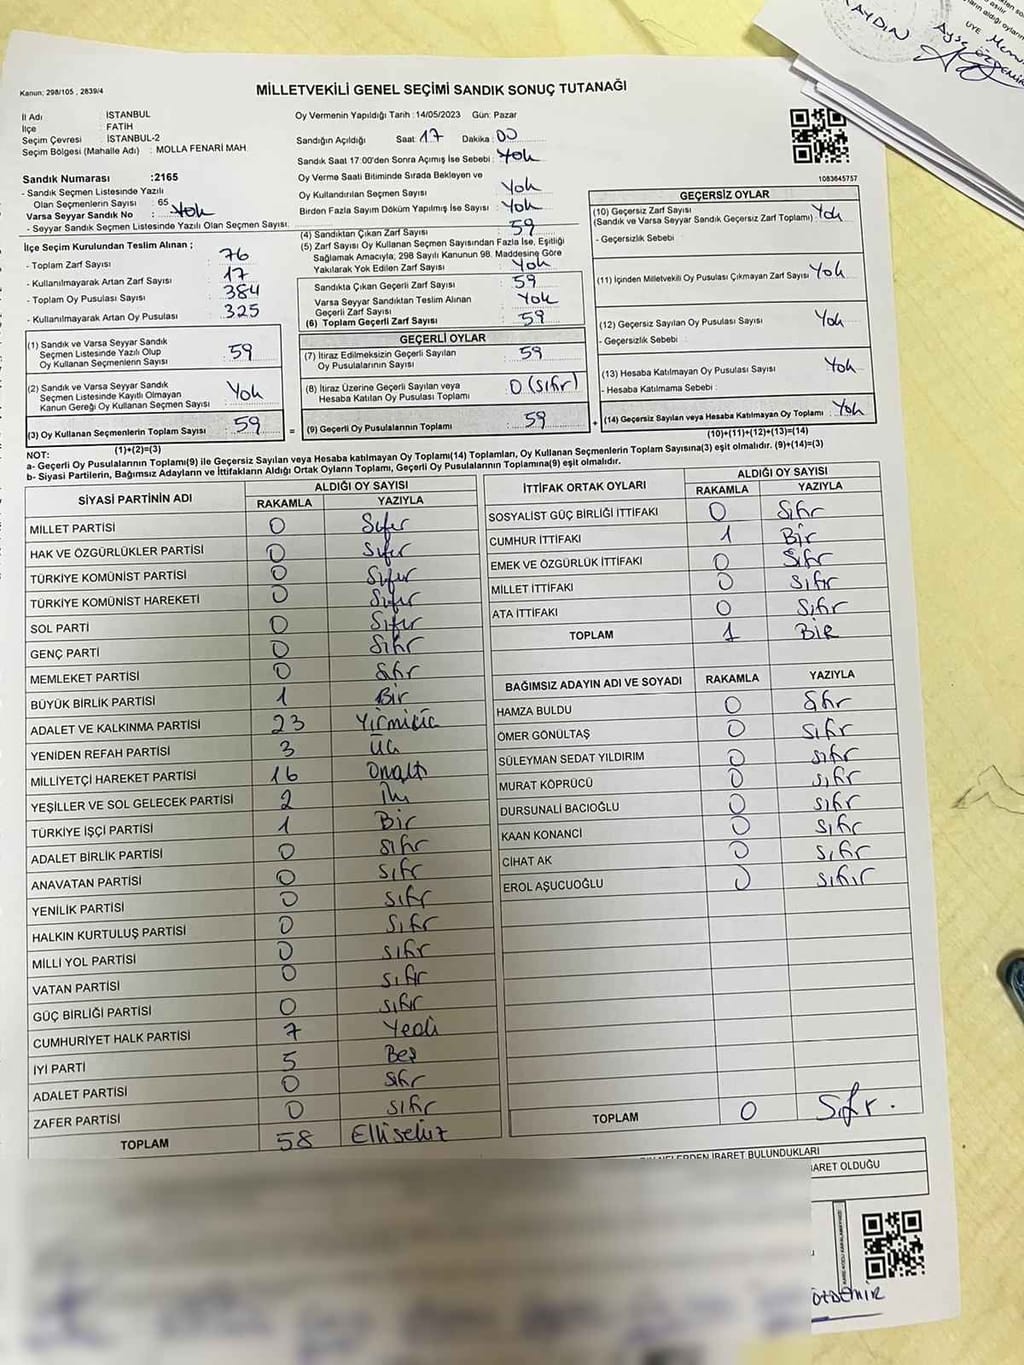 AYDIN
Ayşe ÖZDEMİR
ÜYE
Kanun: 298/105 , 2839/4
MİLLETVEKİLİ GENEL SEÇİMİ SANDIK SONUÇ TUTANAĞI
İl Adı : İSTANBUL
İlçe : FATİH
Seçim Çevresi : İSTANBUL-2
Seçim Bölgesi (Mahalle Adı) : MOLLA FENARİ MAH
Sandık Numarası :2165
- Sandık Seçmen Listesinde Yazılı
Olan Seçmenlerin Sayısı : 65
Varsa Seyyar Sandık No : Yok
- Seyyar Sandık Seçmen Listesinde Yazılı Olan Seçmen Sayısı:
İlçe Seçim Kurulundan Teslim Alınan ;
- Toplam Zarf Sayısı : 76
- Kullanılmayarak Artan Zarf Sayısı : 17
- Toplam Oy Pusulası Sayısı : 384
- Kullanılmayarak Artan Oy Pusulası : 325
(1) Sandık ve Varsa Seyyar Sandık
Seçmen Listesinde Yazılı Olup
Oy Kullanan Seçmenlerin Sayısı : 59
(2) Sandık ve Varsa Seyyar Sandık
Seçmen Listesinde Kayıtlı Olmayan
Kanun Gereği Oy Kullanan Seçmen Sayısı : Yok
(3) Oy Kullanan Seçmenlerin Toplam Sayısı : 59
(1)+(2)=(3)
Oy Vermenin Yapıldığı Tarih :14/05/2023 Gün: Pazar
Sandığın Açıldığı Saat: 17 Dakika: 00
Sandık Saat 17:00'den Sonra Açılmış İse Sebebi : Yok
Oy Verme Saati Bitiminde Sırada Bekleyen ve
Oy Kullandırılan Seçmen Sayısı : Yok
Birden Fazla Sayım Döküm Yapılmış İse Sayısı : Yok
(4) Sandıktan Çıkan Zarf Sayısı : 59
(5) Zarf Sayısı Oy Kullanan Seçmen Sayısından Fazla İse, Eşitliği
Sağlamak Amacıyla, 298 Sayılı Kanunun 98. Maddesine Göre
Yakılarak Yok Edilen Zarf Sayısı : Yok
Sandıkta Çıkan Geçerli Zarf Sayısı : 59
Varsa Seyyar Sandıktan Teslim Alınan
Geçerli Zarf Sayısı : Yok
(6) Toplam Geçerli Zarf Sayısı : 59
GEÇERLİ OYLAR
(7) İtiraz Edilmeksizin Geçerli Sayılan
Oy Pusulalarının Sayısı : 59
(8) İtiraz Üzerine Geçerli Sayılan veya
Hesaba Katılan Oy Pusulası Toplamı : 0 (sıfır)
= (9) Geçerli Oy Pusulalarının Toplamı : 59 +
1083645757
GEÇERSİZ OYLAR
(10) Geçersiz Zarf Sayısı
(Sandık ve Varsa Seyyar Sandık Geçersiz Zarf Toplamı) : Yok
- Geçersizlik Sebebi :
(11) İçinden Milletvekili Oy Pusulası Çıkmayan Zarf Sayısı : Yok
(12) Geçersiz Sayılan Oy Pusulası Sayısı : Yok
- Geçersizlik Sebebi :
(13) Hesaba Katılmayan Oy Pusulası Sayısı : Yok
- Hesaba Katılmama Sebebi :
(14) Geçersiz Sayılan veya Hesaba Katılmayan Oy Toplamı : Yok
(10)+(11)+(12)+(13)=(14)
NOT:
a- Geçerli Oy Pusulalarının Toplamı(9) ile Geçersiz Sayılan veya Hesaba katılmayan Oy Toplamı(14) Toplamları, Oy Kullanan Seçmenlerin Toplam Sayısına(3) eşit olmalıdır. (9)+(14)=(3)
b- Siyasi Partilerin, Bağımsız Adayların ve İttifakların Aldığı Ortak Oyların Toplamı, Geçerli Oy Pusulalarının Toplamına(9) eşit olmalıdır.
SİYASİ PARTİNİN ADI ALDIĞI OY SAYISI
RAKAMLA YAZIYLA
MİLLET PARTİSİ 0 Sıfır
HAK VE ÖZGÜRLÜKLER PARTİSİ 0 Sıfır
TÜRKİYE KOMÜNİST PARTİSİ 0 Sıfır
TÜRKİYE KOMÜNİST HAREKETİ 0 Sıfır
SOL PARTİ 0 Sıfır
GENÇ PARTİ 0 Sıfır
MEMLEKET PARTİSİ 0 Sıfır
BÜYÜK BİRLİK PARTİSİ 1 Bir
ADALET VE KALKINMA PARTİSİ 23 Yirmiüç
YENİDEN REFAH PARTİSİ 3 Üç
MİLLİYETÇİ HAREKET PARTİSİ 16 Onaltı
YEŞİLLER VE SOL GELECEK PARTİSİ 2 İki
TÜRKİYE İŞÇİ PARTİSİ 1 Bir
ADALET BİRLİK PARTİSİ 0 sıfır
ANAVATAN PARTİSİ 0 sıfır
YENİLİK PARTİSİ 0 sıfır
HALKIN KURTULUŞ PARTİSİ 0 sıfır
MİLLİ YOL PARTİSİ 0 sıfır
VATAN PARTİSİ 0 sıfır
GÜÇ BİRLİĞİ PARTİSİ 0 sıfır
CUMHURİYET HALK PARTİSİ 7 Yedi
İYİ PARTİ 5 Beş
ADALET PARTİSİ 0 sıfır
ZAFER PARTİSİ 0 sıfır
TOPLAM 58 Ellisekiz
İTTİFAK ORTAK OYLARI ALDIĞI OY SAYISI
RAKAMLA YAZIYLA
SOSYALİST GÜÇ BİRLİĞİ İTTİFAKI 0 Sıfır
CUMHUR İTTİFAKI 1 Bir
EMEK VE ÖZGÜRLÜK İTTİFAKI 0 Sıfır
MİLLET İTTİFAKI 0 sıfır
ATA İTTİFAKI 0 Sıfır
TOPLAM 1 BİR
BAĞIMSIZ ADAYIN ADI VE SOYADI RAKAMLA YAZIYLA
HAMZA BULDU 0 Sıfır
ÖMER GÖNÜLTAŞ 0 sıfır
SÜLEYMAN SEDAT YILDIRIM 0 sıfır
MURAT KÖPRÜCÜ 0 sıfır
DURSUNALİ BACIOĞLU 0 sıfır
KAAN KONANCİ 0 sıfır
CİHAT AK 0 sıfır
EROL AŞUCUOĞLU 0 sıfır
TOPLAM 0 Sıfır.
İBARET BULUNDUKLARI
OLDUĞU
ÖZDEMİR